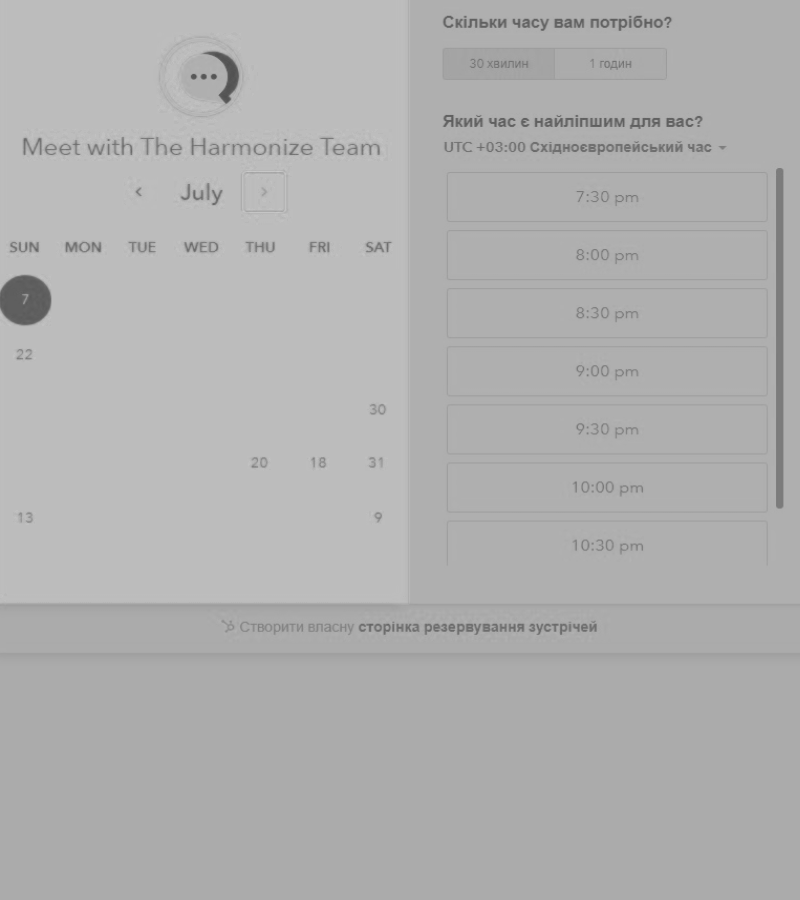 Meet with The Harmonize Team
July
SUN MON TUE WED THU FRI SAT
7
22
30
20 18 31
13 9
Скільки часу вам потрібно?
30 хвилин 1 годин
Який час є найліпшим для вас?
UTC +03:00 Східноєвропейський час
7:30 pm
8:00 pm
8:30 pm
9:00 pm
9:30 pm
10:00 pm
10:30 pm
Створити власну сторінка резервування зустрічей